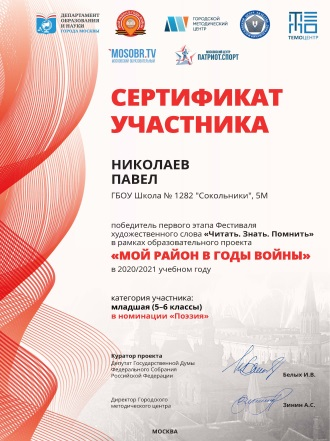 ДЕПАРТАМЕНТ
ОБРАЗОВАНИЯ
И НАУКИ
ГОРОДА МОСКВЫ
ГОРОДСКОЙ
МЕТОДИЧЕСКИЙ
ЦЕНТР
ТЕМОЦЕНТР
MOSOBR.TV
МОСКОВСКИЙ ОБРАЗОВАТЕЛЬНЫЙ
ПАТРИОТ.СПОРТ
СЕРТИФИКАТ
УЧАСТНИКА
НИКОЛАЕВ
ПАВЕЛ
ГБОУ Школа № 1282 "Сокольники", 5М
победитель первого этапа Фестиваля
художественного слова «Читать. Знать. Помнить»
в рамках образовательного проекта
«МОЙ РАЙОН В ГОДЫ ВОЙНЫ»
в 2020/2021 учебном году
категория участника:
младшая (5–6 классы)
в номинации «Поэзия»
Куратор проекта
Депутат Государственной Думы
Федерального Собрания
Российской Федерации
Белых И.В.
Директор Городского
методического центра
Зинин А.С.
МОСКВА